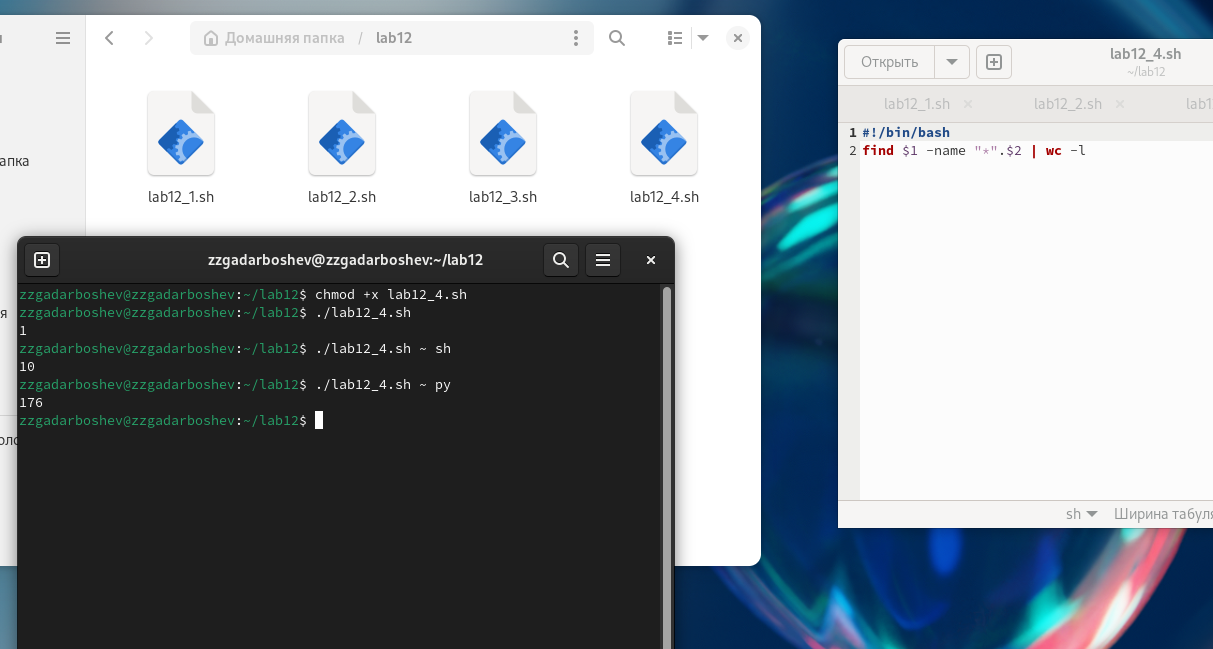 Домашняя папка / lab12
апка
lab12_1.sh
lab12_2.sh
lab12_3.sh
lab12_4.sh
zzgadarboshev@zzgadarboshev:~/lab12
zzgadarboshev@zzgadarboshev:~/lab12$ chmod +x lab12_4.sh
zzgadarboshev@zzgadarboshev:~/lab12$ ./lab12_4.sh
1
zzgadarboshev@zzgadarboshev:~/lab12$ ./lab12_4.sh ~ sh
10
zzgadarboshev@zzgadarboshev:~/lab12$ ./lab12_4.sh ~ py
176
zzgadarboshev@zzgadarboshev:~/lab12$
Открыть
lab12_4.sh
~/lab12
lab12_1.sh × lab12_2.sh × lab1
1 #!/bin/bash
2 find $1 -name "*".$2 | wc -l
sh Ширина табуля